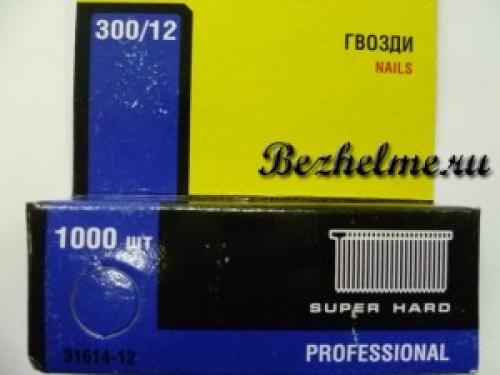 300/12
ГВОЗДИ
NAILS
Bezhelme.ru
1000 шт
SUPER HARD
31614-12
PROFESSIONAL